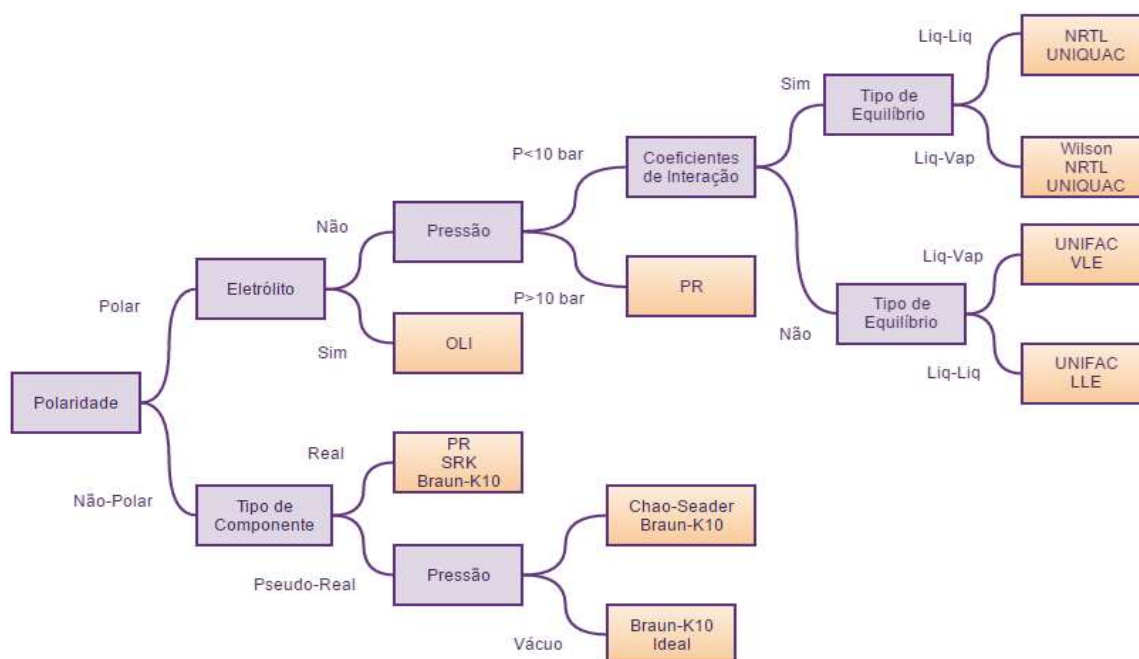 Liq-Liq
NRTL
UNIQUAC
Sim
Tipo de
Equilíbrio
P<10 bar
Coeficientes
de Interação
Liq-Vap
Wilson
NRTL
UNIQUAC
Não
Pressão
Liq-Vap
UNIFAC
VLE
Polar
Eletrólito
P>10 bar
PR
Não
Tipo de
Equilíbrio
Sim
OLI
Liq-Liq
UNIFAC
LLE
Polaridade
Real
PR
SRK
Braun-K10
Não-Polar
Tipo de
Componente
Chao-Seader
Braun-K10
Pseudo-Real
Pressão
Vácuo
Braun-K10
Ideal